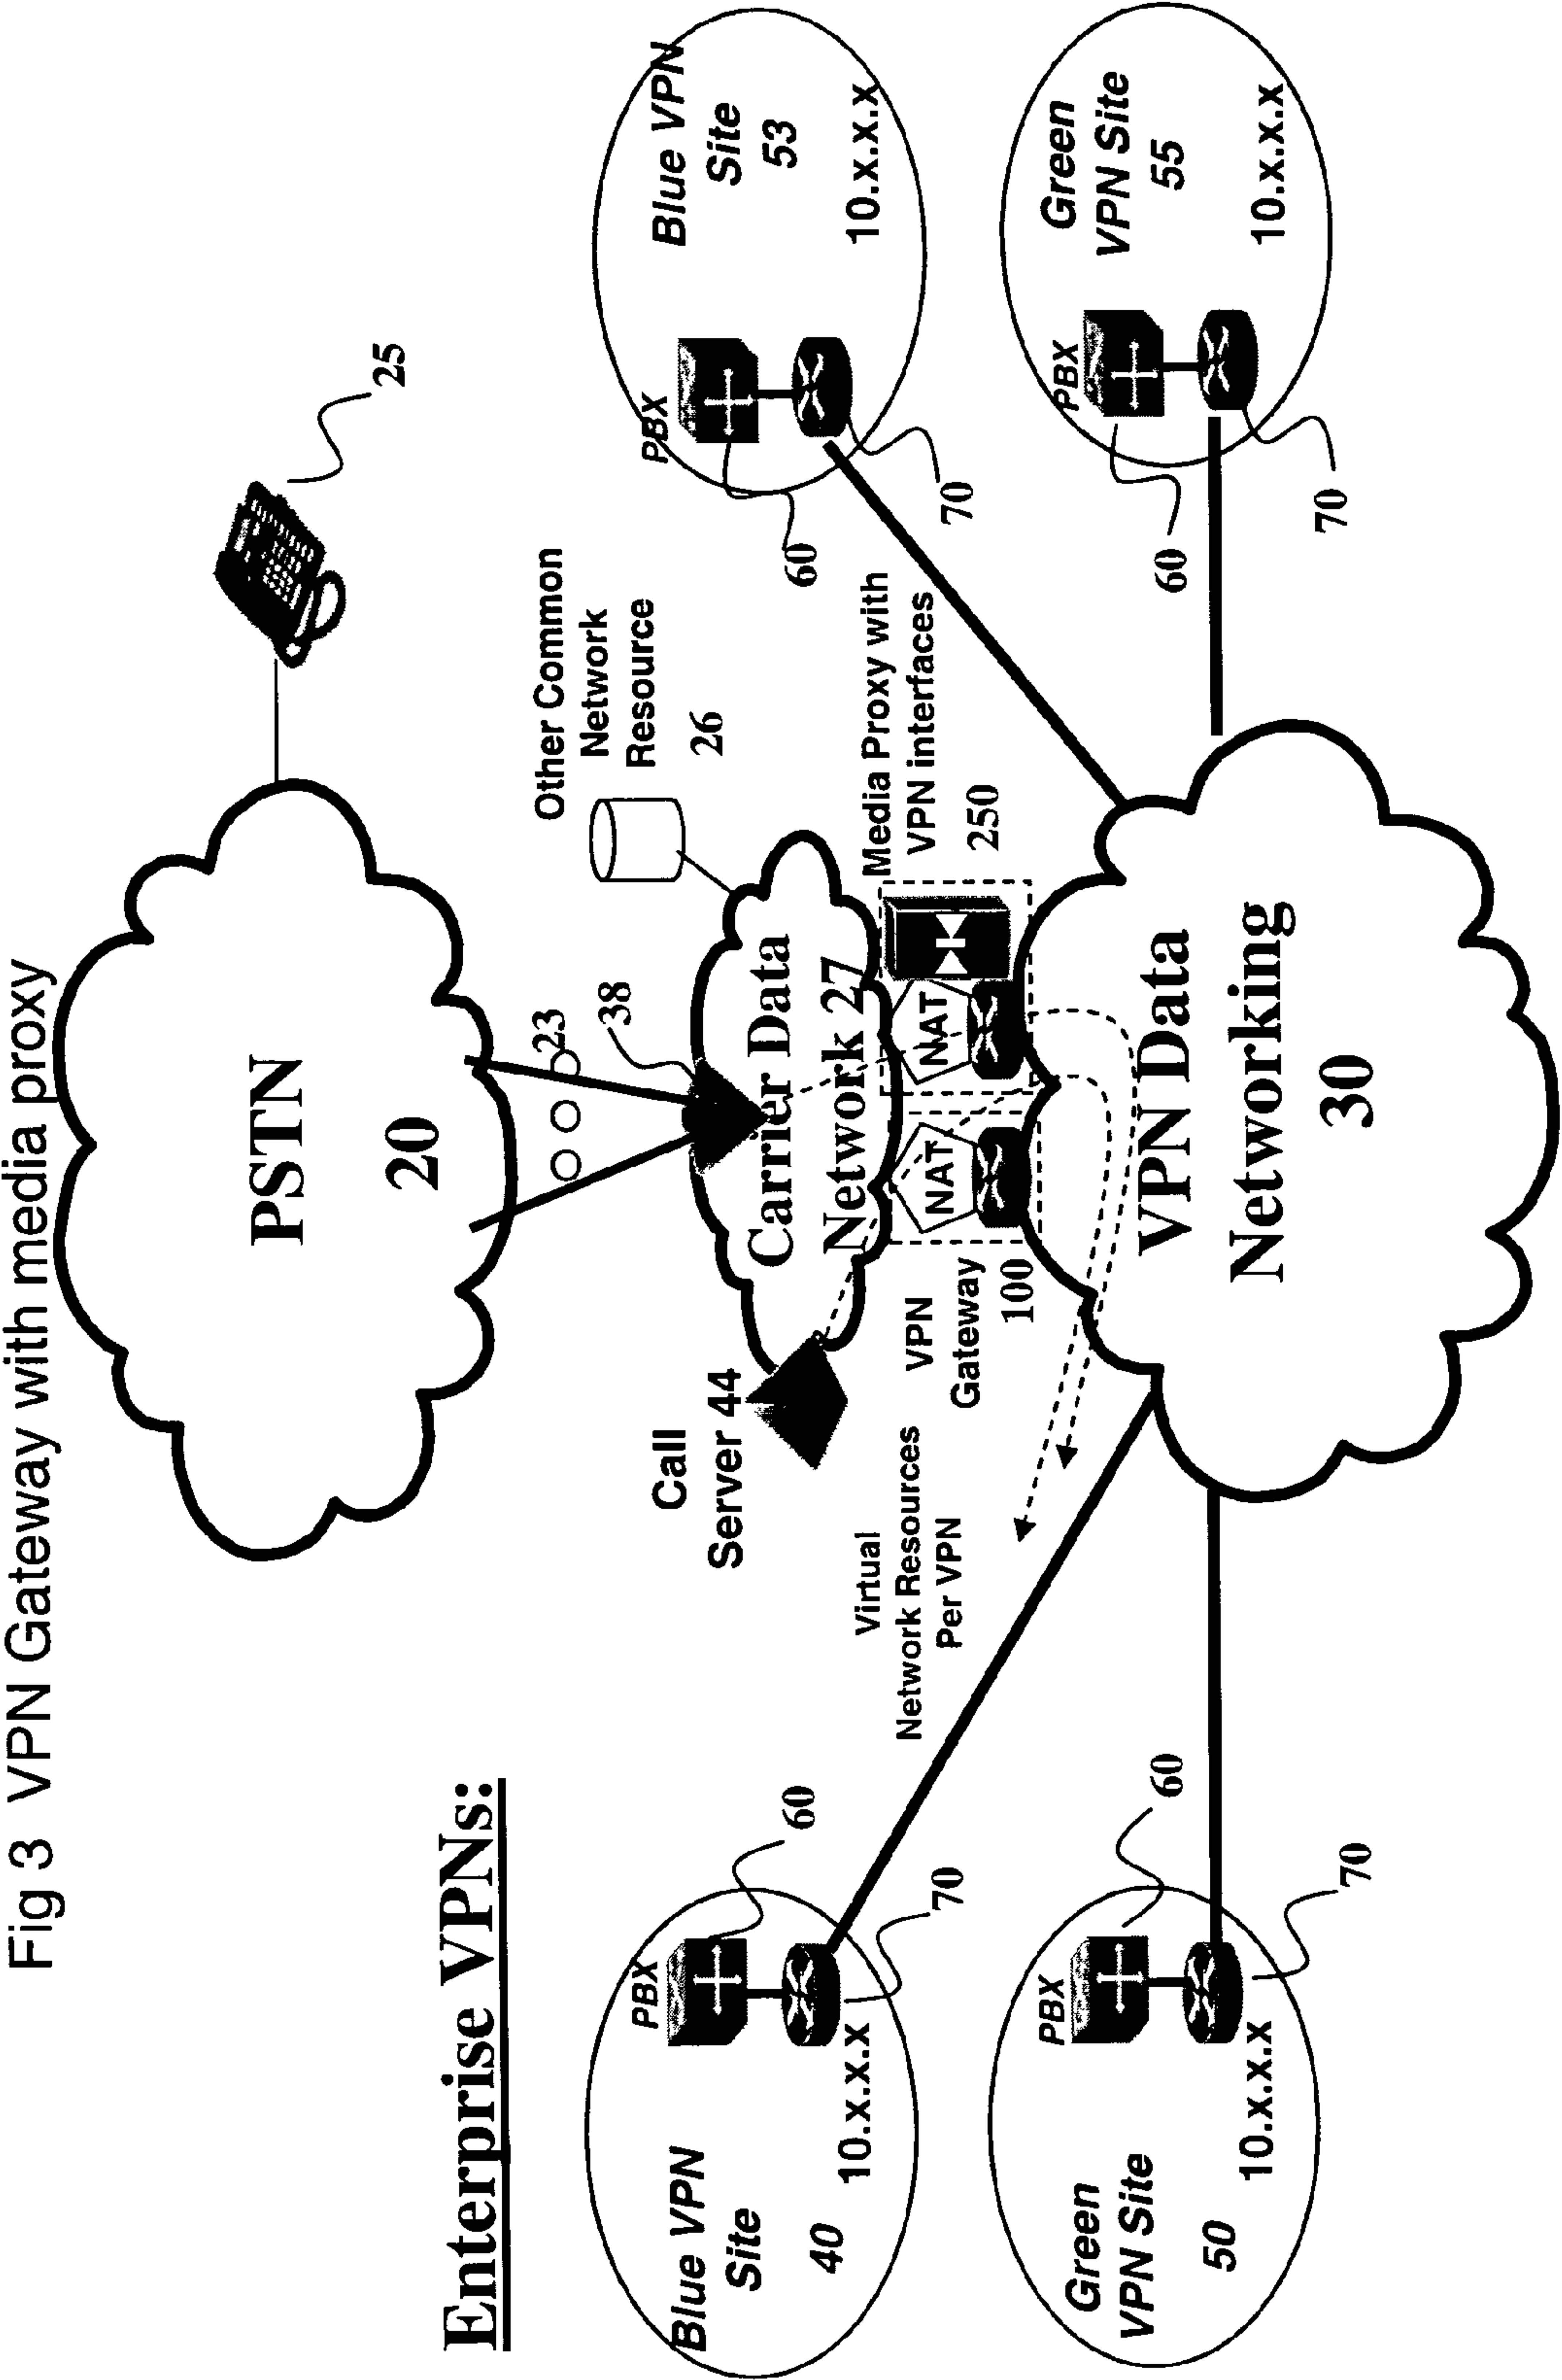 Fig 3 VPN Gateway with media proxy
PSTN
20
25
Enterprise VPNs:
23
38
Other Common
Network
Resource
26
Call
Server 44
Carrier Data
Network 27
Media Proxy with
VPN interfaces
250
NAT
NAT
VPN
Gateway
100
Virtual
Network Resources
Per VPN
VPN Data
Networking
30
Blue VPN
Site
40
PBX
10.x.x.x
60
70
Green
VPN Site
50
PBX
10.x.x.x
60
70
Blue VPN
Site
53
PBX
10.x.x.x
60
70
Green
VPN Site
55
PBX
10.x.x.x
60
70